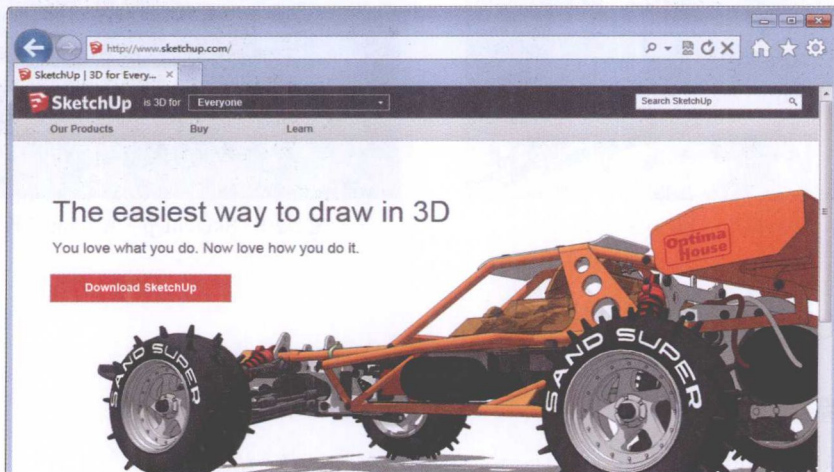 http://www.sketchup.com/
SketchUp | 3D for Every...
SketchUp is 3D for Everyone
Search SketchUp
Our Products Buy Learn
The easiest way to draw in 3D
You love what you do. Now love how you do it.
Download SketchUp
Optima
House
SAND SUPER
SAND SUPER